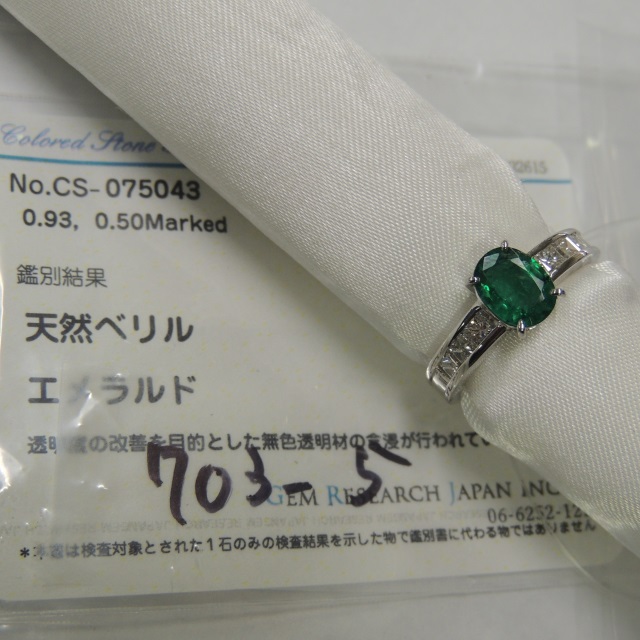 Colored Stone
No.CS-075043
0.93, 0.50Marked
鑑別結果
天然ベリル
エメラルド
透明度の改善を目的とした無色透明材の含浸が行われてい
703-5
GEM RESEARCH JAPAN INC
06-6252-12
*本書は検査対象とされた1石のみの検査結果を示した物で鑑別書に代わる物ではありません